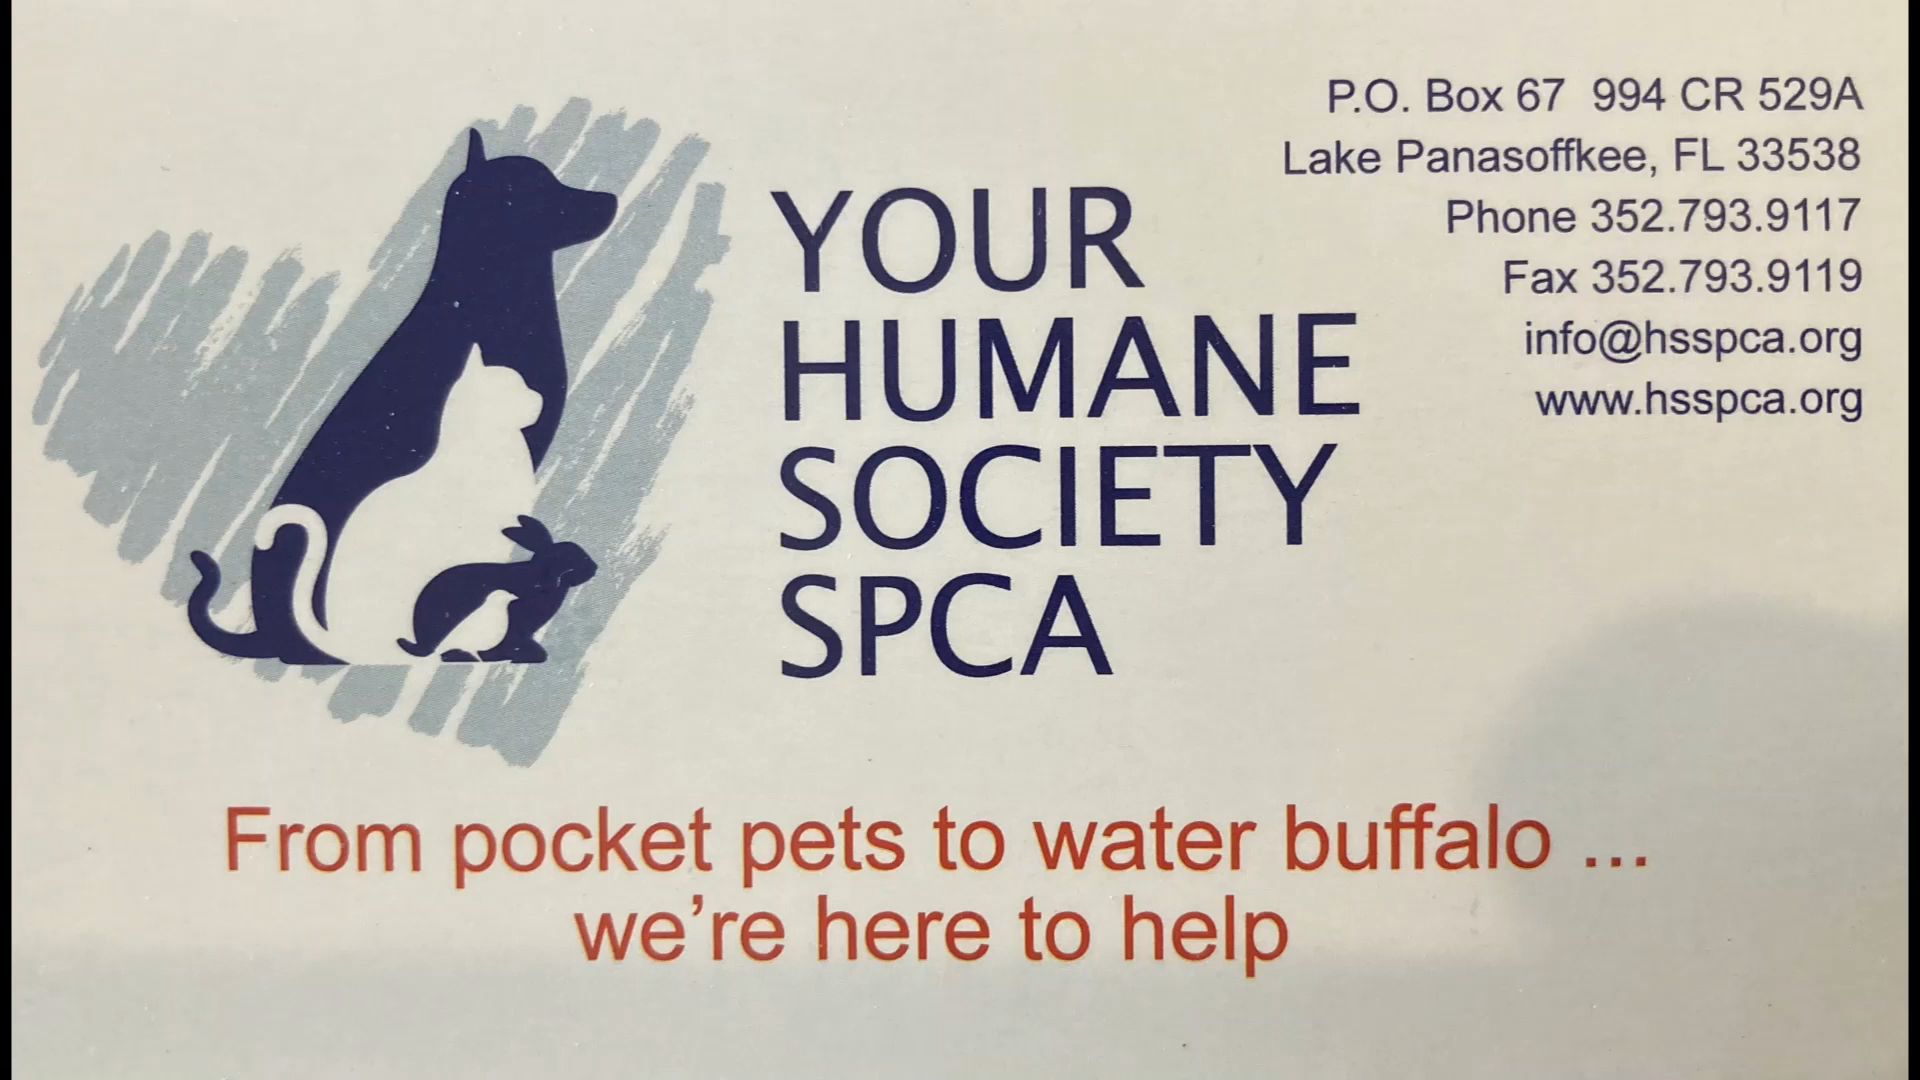 P.O. Box 67  994 CR 529A
Lake Panasoffkee, FL 33538
Phone 352.793.9117
Fax 352.793.9119
info@hsspca.org
www.hsspca.org
YOUR
HUMANE
SOCIETY
SPCA
From pocket pets to water buffalo ...
we're here to help